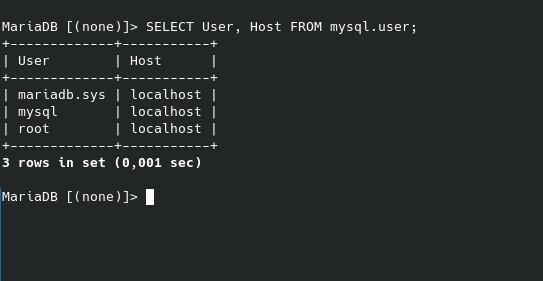 MariaDB [(none)]> SELECT User, Host FROM mysql.user;
+-------------+-----------+
| User        | Host      |
+-------------+-----------+
| mariadb.sys | localhost |
| mysql       | localhost |
| root        | localhost |
+-------------+-----------+
3 rows in set (0,001 sec)
MariaDB [(none)]>